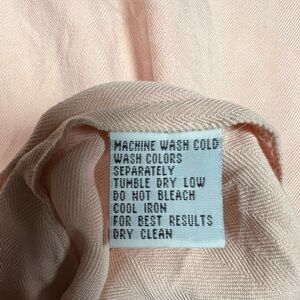 MACHINE WASH COLD
WASH COLORS
SEPARATELY
TUMBLE DRY LOW
DO NOT BLEACH
COOL IRON
FOR BEST RESULTS
DRY CLEAN